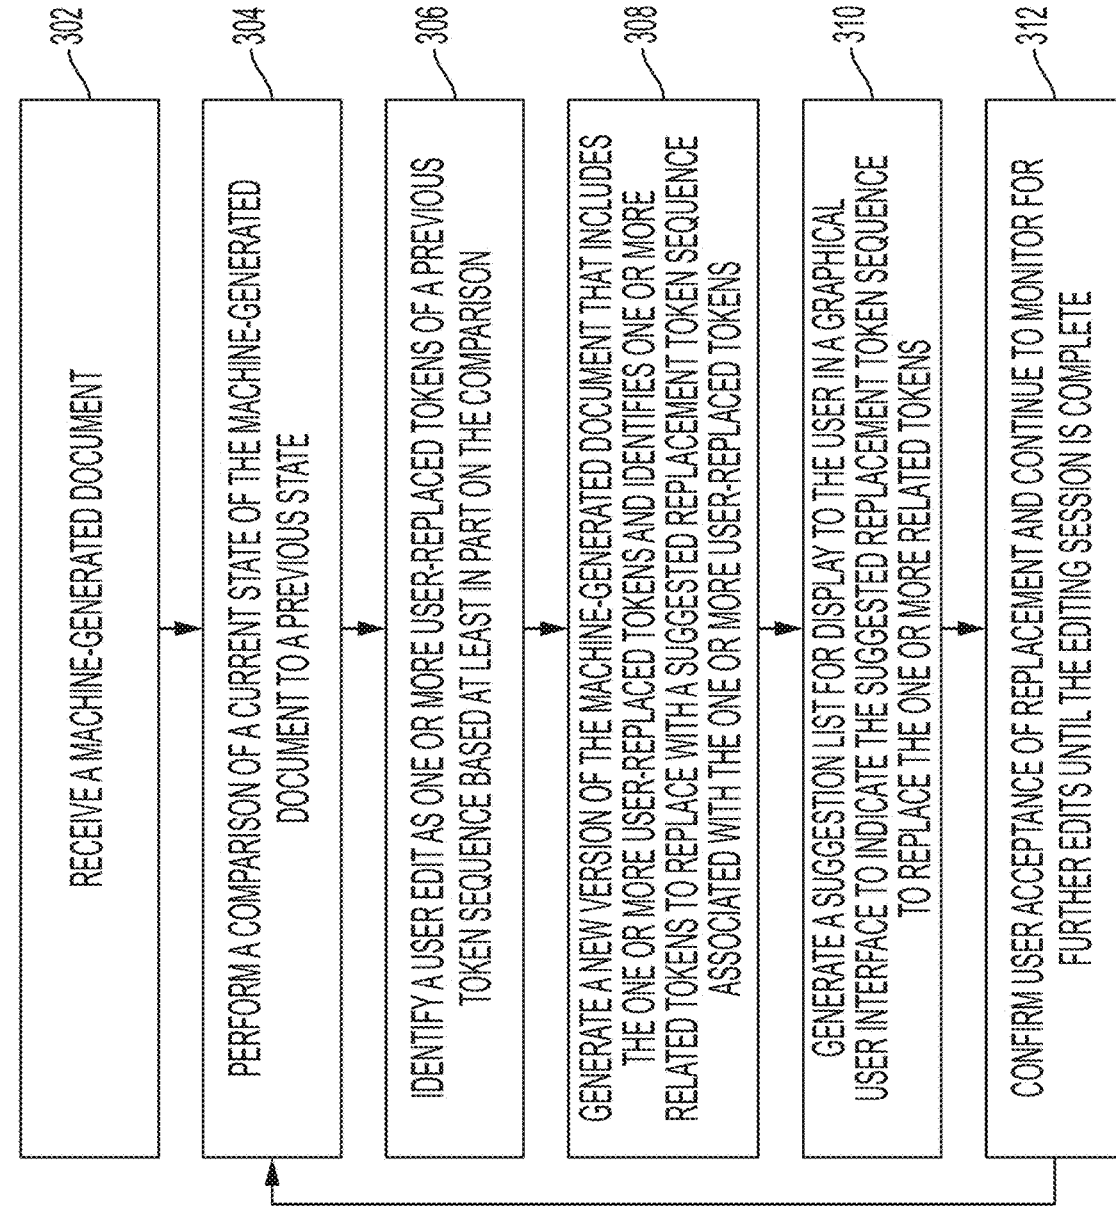 302
RECEIVE A MACHINE-GENERATED DOCUMENT
304
PERFORM A COMPARISON OF A CURRENT STATE OF THE MACHINE-GENERATED
DOCUMENT TO A PREVIOUS STATE
306
IDENTIFY A USER EDIT AS ONE OR MORE USER-REPLACED TOKENS OF A PREVIOUS
TOKEN SEQUENCE BASED AT LEAST IN PART ON THE COMPARISON
308
GENERATE A NEW VERSION OF THE MACHINE-GENERATED DOCUMENT THAT INCLUDES
THE ONE OR MORE USER-REPLACED TOKENS AND IDENTIFIES ONE OR MORE
RELATED TOKENS TO REPLACE WITH A SUGGESTED REPLACEMENT TOKEN SEQUENCE
ASSOCIATED WITH THE ONE OR MORE USER-REPLACED TOKENS
310
GENERATE A SUGGESTION LIST FOR DISPLAY TO THE USER IN A GRAPHICAL
USER INTERFACE TO INDICATE THE SUGGESTED REPLACEMENT TOKEN SEQUENCE
TO REPLACE THE ONE OR MORE RELATED TOKENS
312
CONFIRM USER ACCEPTANCE OF REPLACEMENT AND CONTINUE TO MONITOR FOR
FURTHER EDITS UNTIL THE EDITING SESSION IS COMPLETE